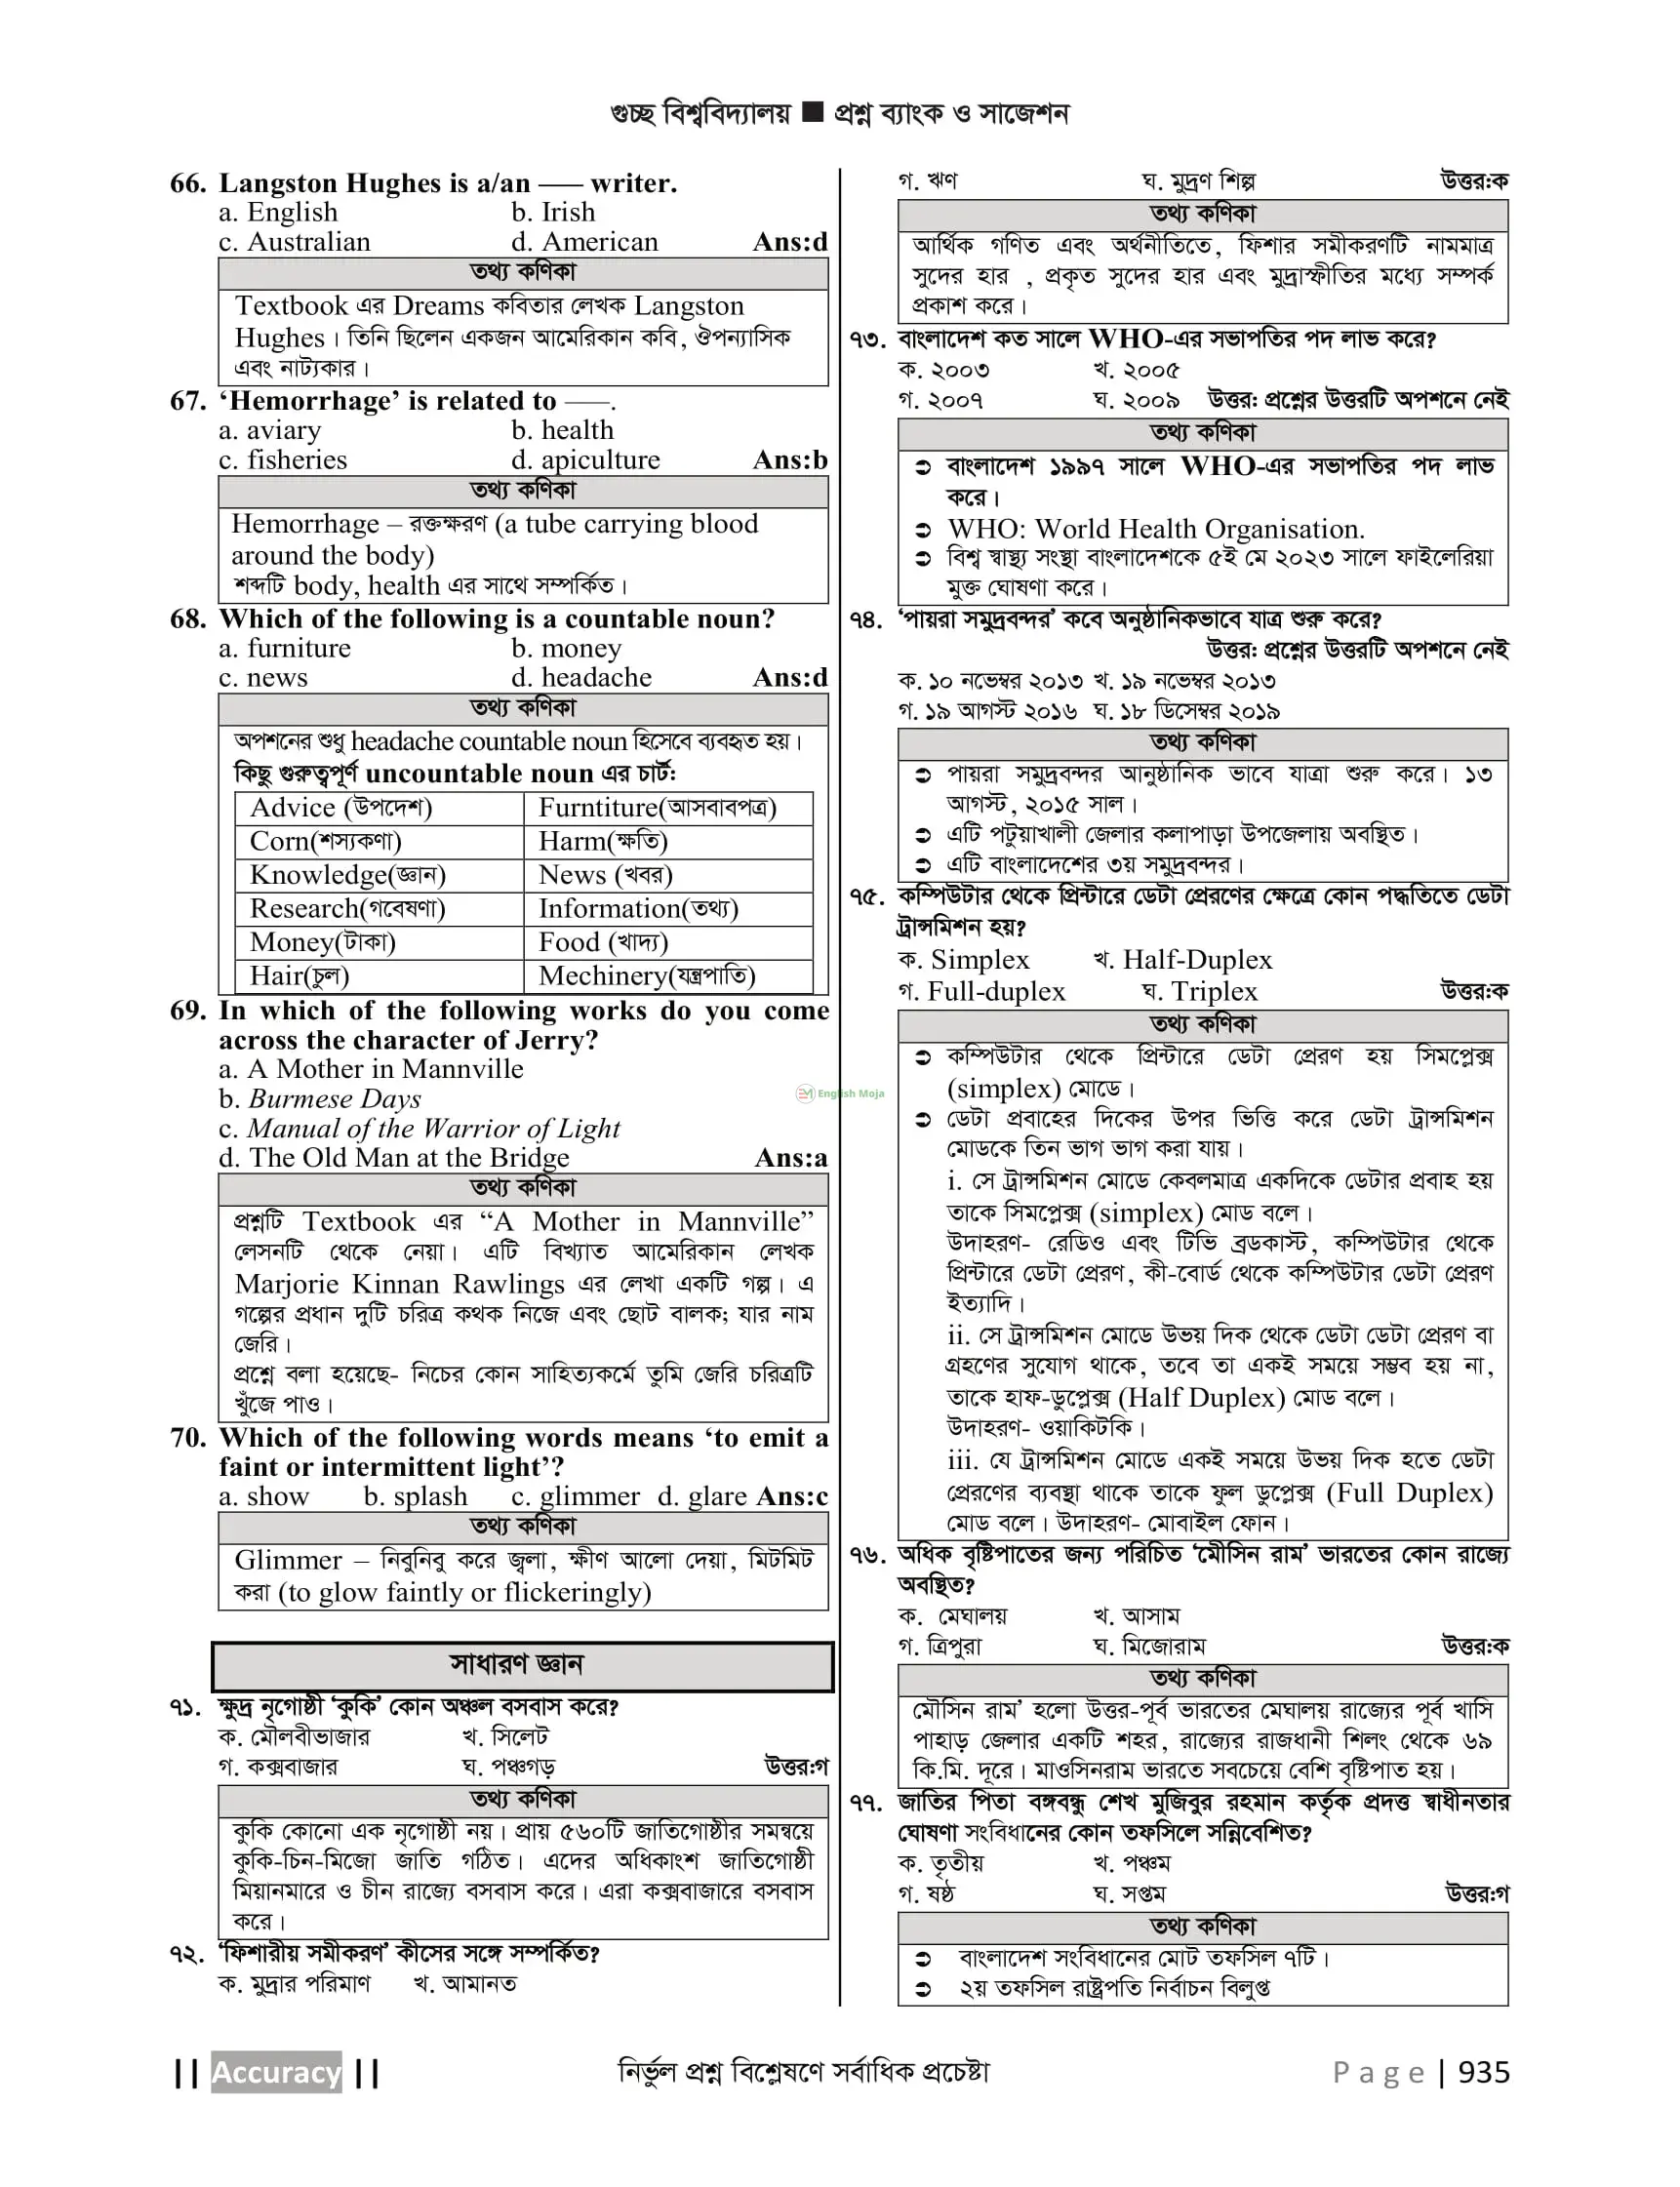 গুচ্ছ বিশ্ববিদ্যালয় ■ প্রশ্ন ব্যাংক ও সাজেশন
66. Langston Hughes is a/an —— writer.
a. English b. Irish
c. Australian d. American Ans:d
তথ্য কণিকা
Textbook এর Dreams কবিতার লেখক Langston
Hughes। তিনি ছিলেন একজন আমেরিকান কবি, ঔপন্যাসিক
এবং নাট্যকার।
67. ‘Hemorrhage’ is related to ——.
a. aviary b. health
c. fisheries d. apiculture Ans:b
তথ্য কণিকা
Hemorrhage – রক্তক্ষরণ (a tube carrying blood
around the body)
শব্দটি body, health এর সাথে সম্পর্কিত।
68. Which of the following is a countable noun?
a. furniture b. money
c. news d. headache Ans:d
তথ্য কণিকা
অপশনের শুধু headache countable noun হিসেবে ব্যবহৃত হয়।
কিছু গুরুত্বপূর্ণ uncountable noun এর চার্ট:
Advice (উপদেশ) Furntiture(আসবাবপত্র)
Corn(শস্যকণা) Harm(ক্ষতি)
Knowledge(জ্ঞান) News (খবর)
Research(গবেষণা) Information(তথ্য)
Money(টাকা) Food (খাদ্য)
Hair(চুল) Mechinery(যন্ত্রপাতি)
69. In which of the following works do you come
across the character of Jerry?
a. A Mother in Mannville
b. Burmese Days
c. Manual of the Warrior of Light
d. The Old Man at the Bridge Ans:a
তথ্য কণিকা
প্রশ্নটি Textbook এর “A Mother in Mannville”
লেসনটি থেকে নেয়া। এটি বিখ্যাত আমেরিকান লেখক
Marjorie Kinnan Rawlings এর লেখা একটি গল্প। এ
গল্পের প্রধান দুটি চরিত্র কথক নিজে এবং ছোট বালক; যার নাম
জেরি।
প্রশ্নে বলা হয়েছে- নিচের কোন সাহিত্যকর্মে তুমি জেরি চরিত্রটি
খুঁজে পাও।
70. Which of the following words means ‘to emit a
faint or intermittent light’?
a. show b. splash c. glimmer d. glare Ans:c
তথ্য কণিকা
Glimmer – নিবুনিবু করে জ্বলা, ক্ষীণ আলো দেয়া, মিটমিট
করা (to glow faintly or flickeringly)
সাধারণ জ্ঞান
৭১. ক্ষুদ্র নৃগোষ্ঠী ‘কুকি’ কোন অঞ্চল বসবাস করে?
ক. মৌলবীভাজার খ. সিলেট
গ. কক্সবাজার ঘ. পঞ্চগড় উত্তর:গ
তথ্য কণিকা
কুকি কোনো এক নৃগোষ্ঠী নয়। প্রায় ৫৬০টি জাতিগোষ্ঠীর সমন্বয়ে
কুকি-চিন-মিজো জাতি গঠিত। এদের অধিকাংশ জাতিগোষ্ঠী
মিয়ানমারে ও চীন রাজ্যে বসবাস করে। এরা কক্সবাজারে বসবাস
করে।
৭২. ‘ফিশারীয় সমীকরণ’ কীসের সঙ্গে সম্পর্কিত?
ক. মুদ্রার পরিমাণ খ. আমানত
গ. ঋণ ঘ. মুদ্রণ শিল্প উত্তর:ক
তথ্য কণিকা
আর্থিক গণিত এবং অর্থনীতিতে, ফিশার সমীকরণটি নামমাত্র
সুদের হার , প্রকৃত সুদের হার এবং মুদ্রাস্ফীতির মধ্যে সম্পর্ক
প্রকাশ করে।
৭৩. বাংলাদেশ কত সালে WHO-এর সভাপতির পদ লাভ করে?
ক. ২০০৩ খ. ২০০৫
গ. ২০০৭ ঘ. ২০০৯ উত্তর: প্রশ্নের উত্তরটি অপশনে নেই
তথ্য কণিকা
➲ বাংলাদেশ ১৯৯৭ সালে WHO-এর সভাপতির পদ লাভ
করে।
➲ WHO: World Health Organisation.
➲ বিশ্ব স্বাস্থ্য সংস্থা বাংলাদেশকে ৫ই মে ২০২৩ সালে ফাইলেরিয়া
মুক্ত ঘোষণা করে।
৭৪. ‘পায়রা সমুদ্রবন্দর’ কবে অনুষ্ঠানিকভাবে যাত্র শুরু করে?
উত্তর: প্রশ্নের উত্তরটি অপশনে নেই
ক. ১০ নভেম্বর ২০১৩ খ. ১৯ নভেম্বর ২০১৩
গ. ১৯ আগস্ট ২০১৬ ঘ. ১৮ ডিসেম্বর ২০১৯
তথ্য কণিকা
➲ পায়রা সমুদ্রবন্দর আনুষ্ঠানিক ভাবে যাত্রা শুরু করে। ১৩
আগস্ট, ২০১৫ সাল।
➲ এটি পটুয়াখালী জেলার কলাপাড়া উপজেলায় অবস্থিত।
➲ এটি বাংলাদেশের ৩য় সমুদ্রবন্দর।
৭৫. কম্পিউটার থেকে প্রিন্টারে ডেটা প্রেরণের ক্ষেত্রে কোন পদ্ধতিতে ডেটা
ট্রান্সমিশন হয়?
ক. Simplex খ. Half-Duplex
গ. Full-duplex ঘ. Triplex উত্তর:ক
তথ্য কণিকা
➲ কম্পিউটার থেকে প্রিন্টারে ডেটা প্রেরণ হয় সিমপ্লেক্স
(simplex) মোডে।
➲ ডেটা প্রবাহের দিকের উপর ভিত্তি করে ডেটা ট্রান্সমিশন
মোডকে তিন ভাগ ভাগ করা যায়।
i. সে ট্রান্সমিশন মোডে কেবলমাত্র একদিকে ডেটার প্রবাহ হয়
তাকে সিমপ্লেক্স (simplex) মোড বলে।
উদাহরণ- রেডিও এবং টিভি ব্রডকাস্ট, কম্পিউটার থেকে
প্রিন্টারে ডেটা প্রেরণ, কী-বোর্ড থেকে কম্পিউটার ডেটা প্রেরণ
ইত্যাদি।
ii. সে ট্রান্সমিশন মোডে উভয় দিক থেকে ডেটা ডেটা প্রেরণ বা
গ্রহণের সুযোগ থাকে, তবে তা একই সময়ে সম্ভব হয় না,
তাকে হাফ-ডুপ্লেক্স (Half Duplex) মোড বলে।
উদাহরণ- ওয়াকিটকি।
iii. যে ট্রান্সমিশন মোডে একই সময়ে উভয় দিক হতে ডেটা
প্রেরণের ব্যবস্থা থাকে তাকে ফুল ডুপ্লেক্স (Full Duplex)
মোড বলে। উদাহরণ- মোবাইল ফোন।
৭৬. অধিক বৃষ্টিপাতের জন্য পরিচিত ‘মৌসিন রাম’ ভারতের কোন রাজ্যে
অবস্থিত?
ক. মেঘালয় খ. আসাম
গ. ত্রিপুরা ঘ. মিজোরাম উত্তর:ক
তথ্য কণিকা
মৌসিন রাম’ হলো উত্তর-পূর্ব ভারতের মেঘালয় রাজ্যের পূর্ব খাসি
পাহাড় জেলার একটি শহর, রাজ্যের রাজধানী শিলং থেকে ৬৯
কি.মি. দূরে। মাওসিনরাম ভারতে সবচেয়ে বেশি বৃষ্টিপাত হয়।
৭৭. জাতির পিতা বঙ্গবন্ধু শেখ মুজিবুর রহমান কর্তৃক প্রদত্ত স্বাধীনতার
ঘোষণা সংবিধানের কোন তফসিলে সন্নিবেশিত?
ক. তৃতীয় খ. পঞ্চম
গ. ষষ্ঠ ঘ. সপ্তম উত্তর:গ
তথ্য কণিকা
➲ বাংলাদেশ সংবিধানের মোট তফসিল ৭টি।
➲ ২য় তফসিল রাষ্ট্রপতি নির্বাচন বিলুপ্ত
English Moja
|| Accuracy || নির্ভুল প্রশ্ন বিশ্লেষণে সর্বাধিক প্রচেষ্টা Page | 935